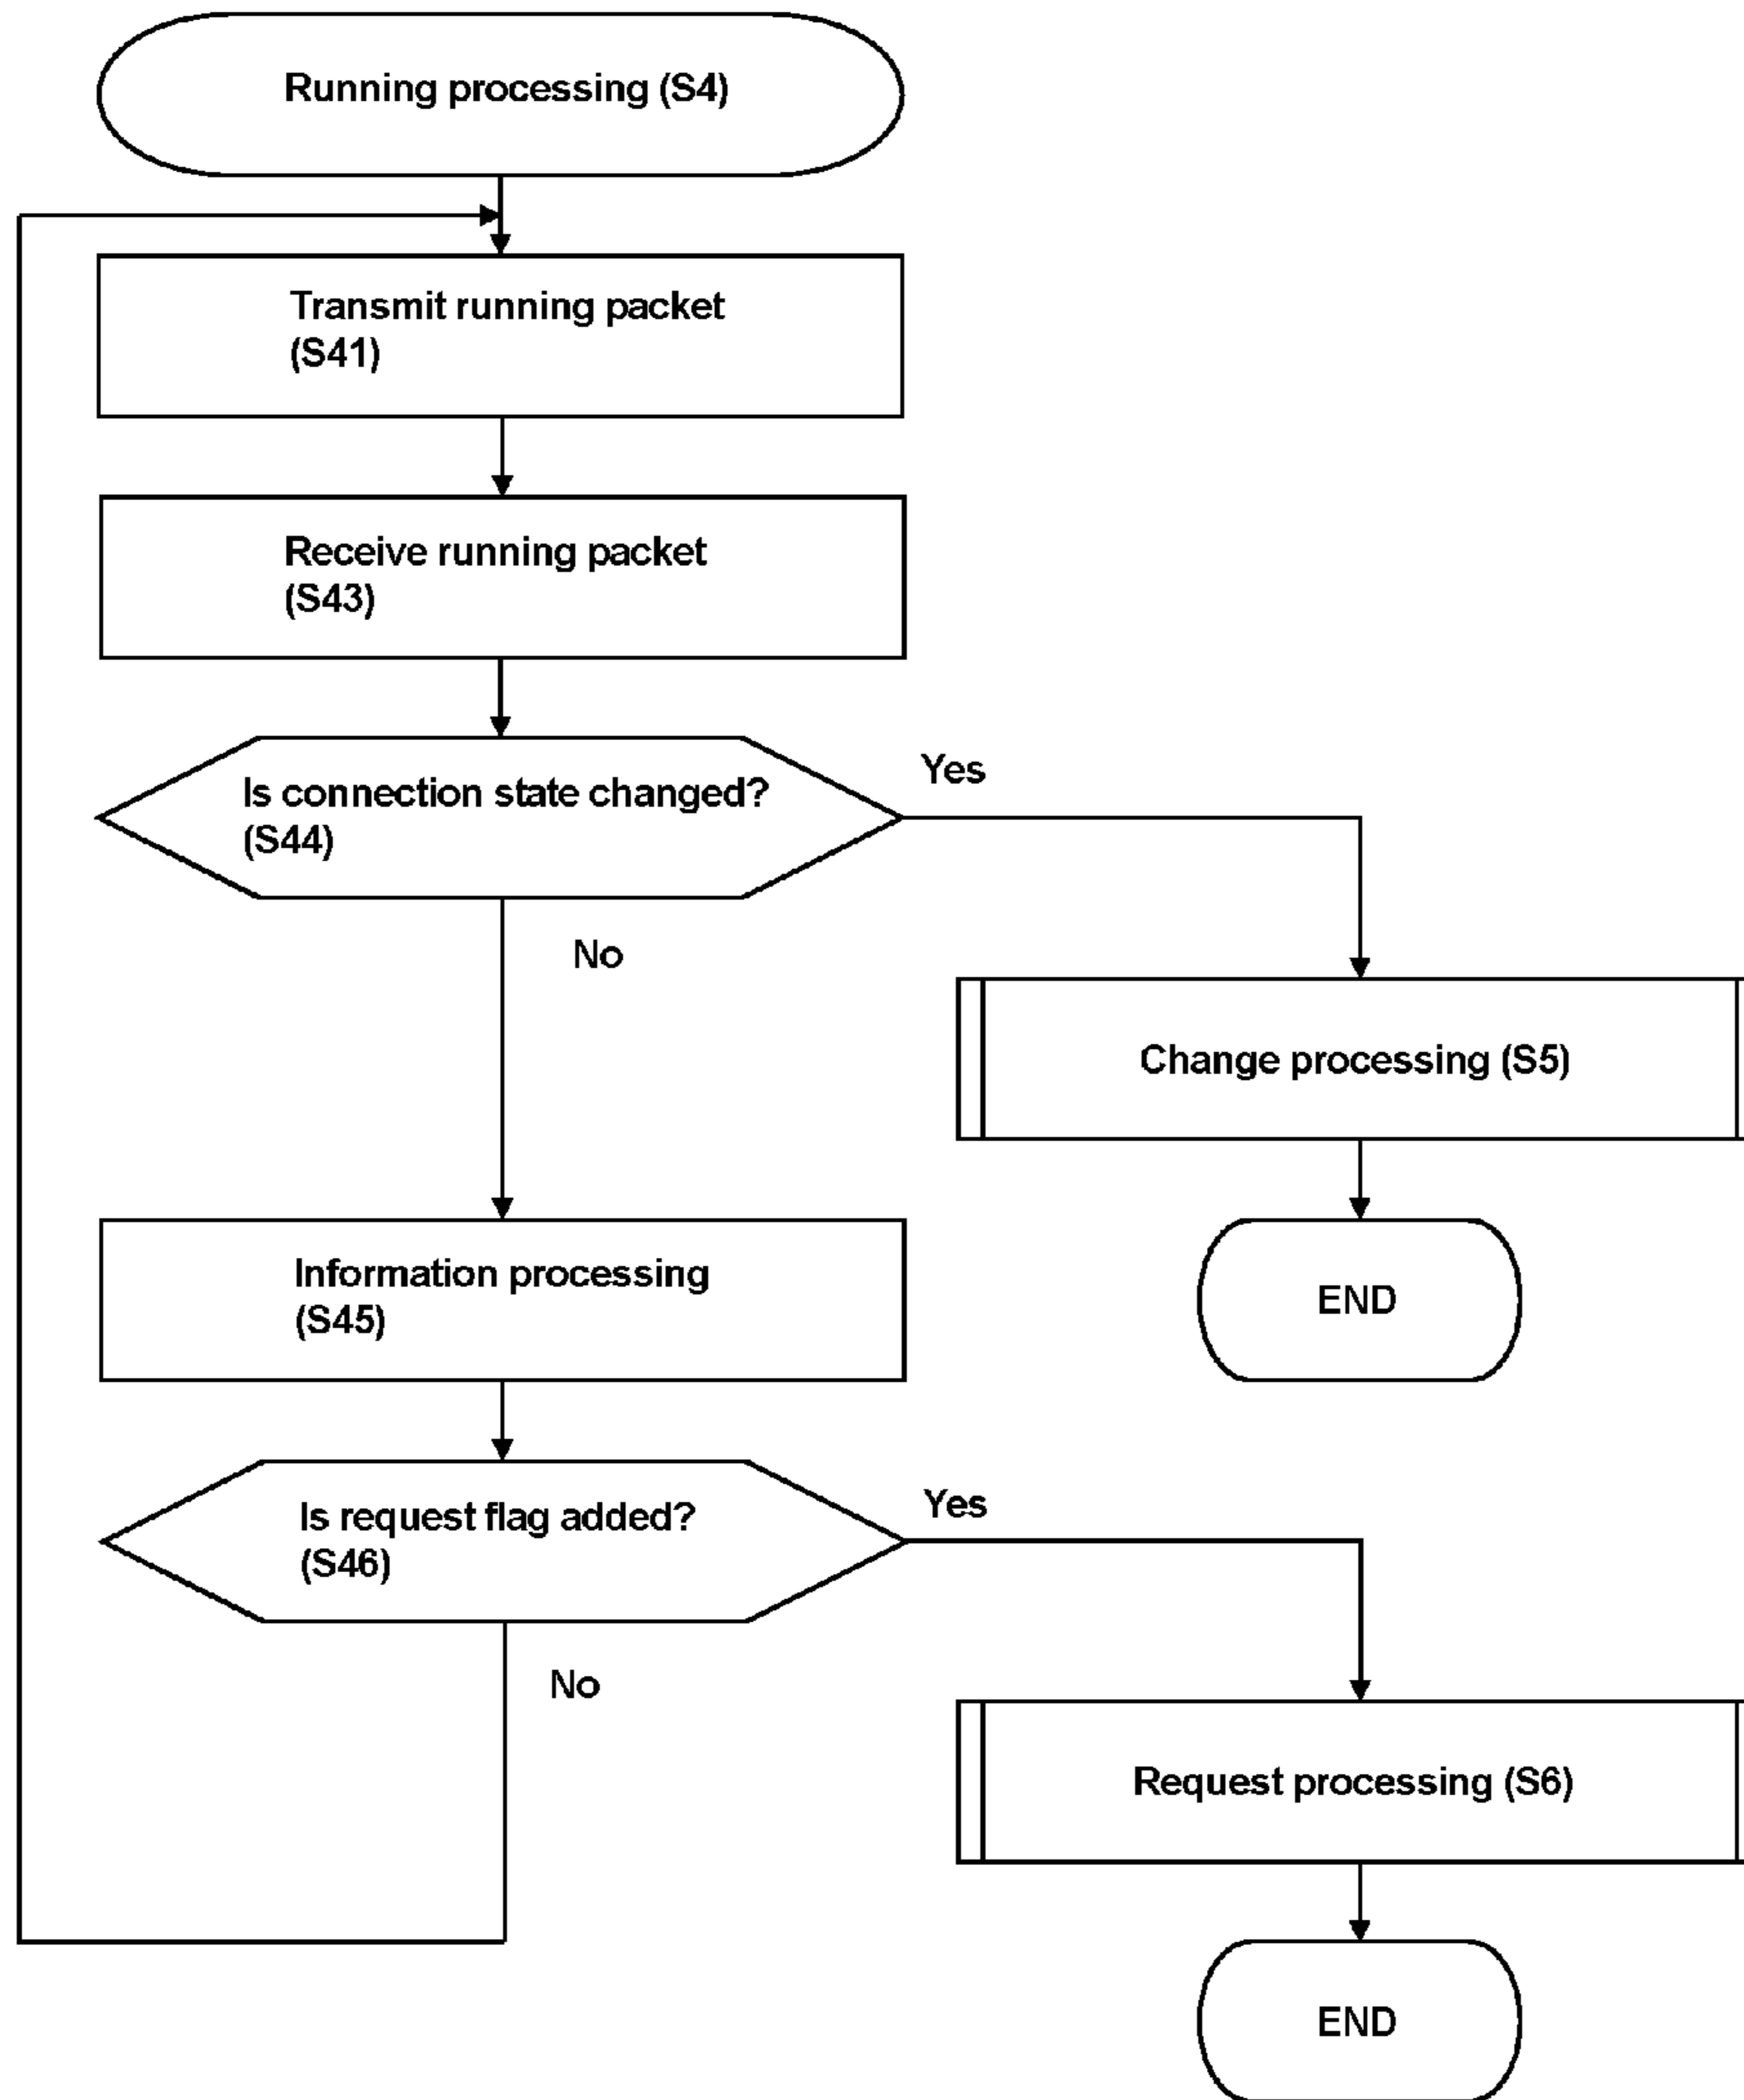 Running processing (S4)
Transmit running packet
(S41)
Receive running packet
(S43)
Is connection state changed?
(S44)
Yes
No
Change processing (S5)
Information processing
(S45)
END
Is request flag added?
(S46)
Yes
No
Request processing (S6)
END